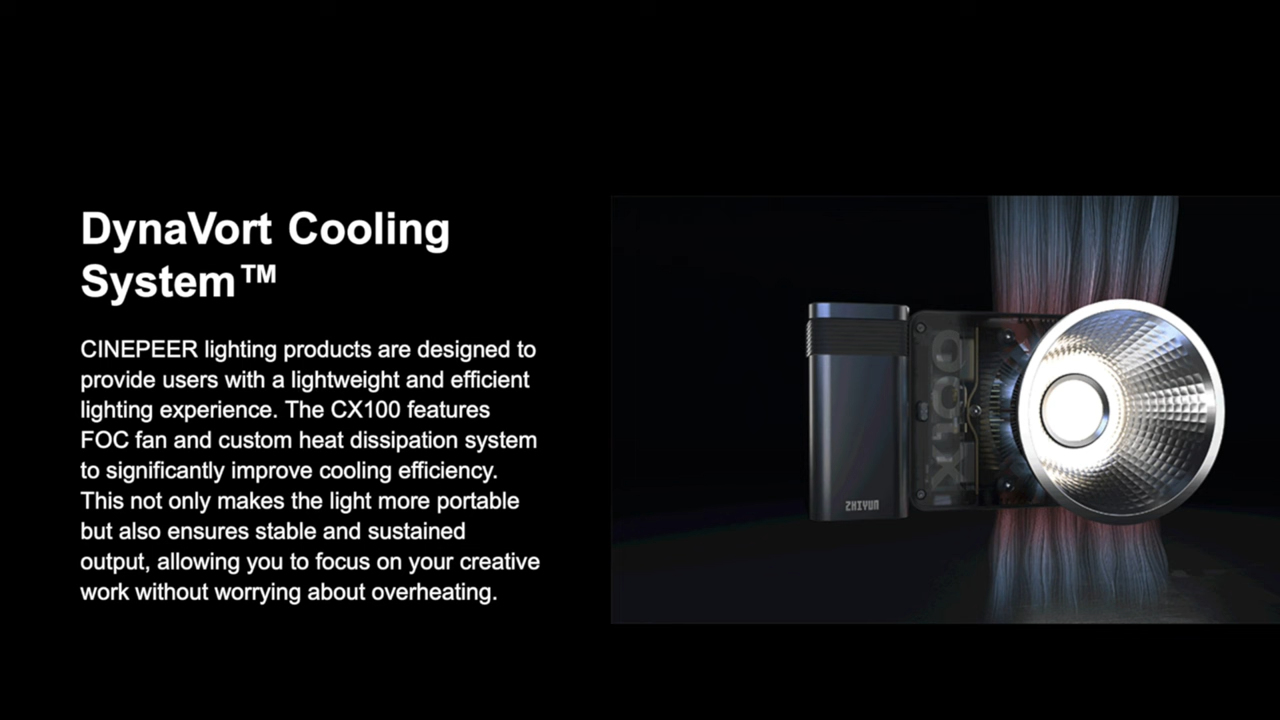 DynaVort Cooling
System™
CINEPEER lighting products are designed to
provide users with a lightweight and efficient
lighting experience. The CX100 features
FOC fan and custom heat dissipation system
to significantly improve cooling efficiency.
This not only makes the light more portable
but also ensures stable and sustained
output, allowing you to focus on your creative
work without worrying about overheating.
ZHIYUN
X100